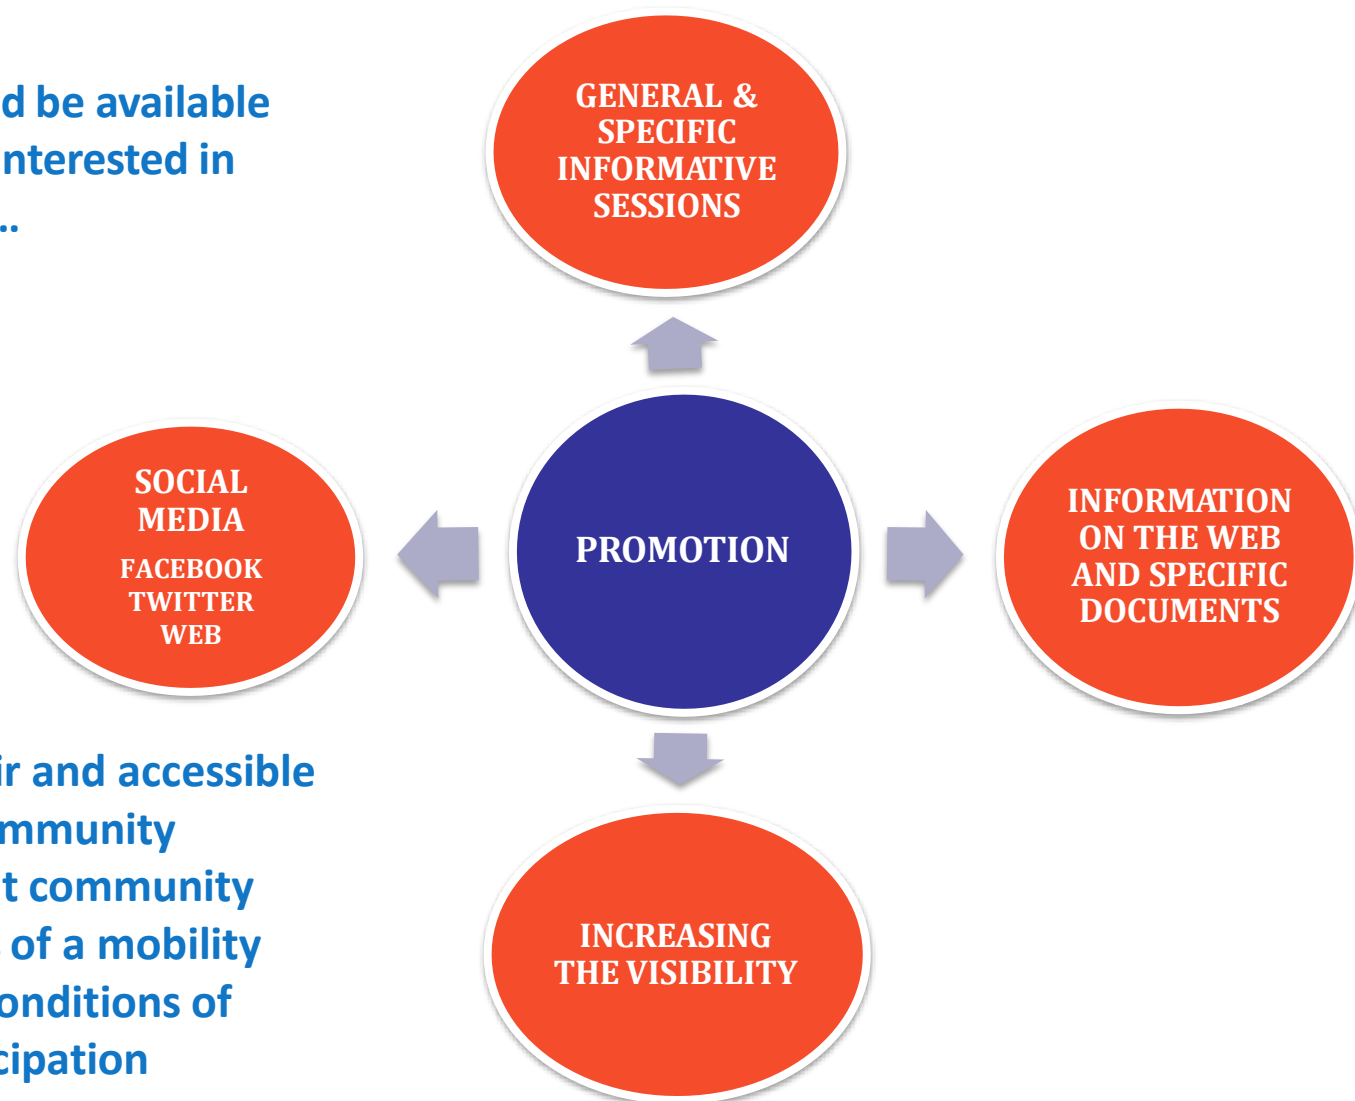 d be available
nterested in
..
GENERAL &
SPECIFIC
INFORMATIVE
SESSIONS
SOCIAL
MEDIA
FACEBOOK
TWITTER
WEB
PROMOTION
INFORMATION
ON THE WEB
AND SPECIFIC
DOCUMENTS
ir and accessible
mmunity
t community
of a mobility
onditions of
cipation
INCREASING
THE VISIBILITY